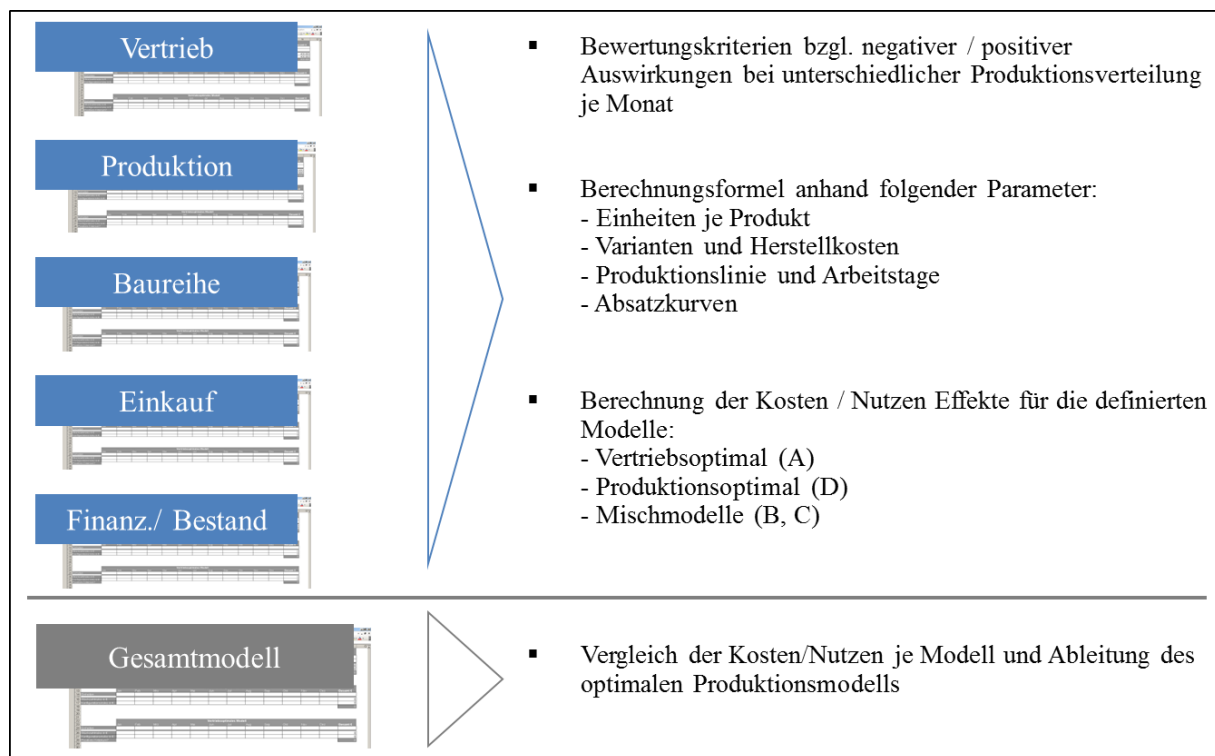 Vertrieb
Produktion
Baureihe
Einkauf
Finanz./ Bestand
▪ Bewertungskriterien bzgl. negativer / positiver
Auswirkungen bei unterschiedlicher Produktionsverteilung
je Monat
▪ Berechnungsformel anhand folgender Parameter:
- Einheiten je Produkt
- Varianten und Herstellkosten
- Produktionslinie und Arbeitstage
- Absatzkurven
▪ Berechnung der Kosten / Nutzen Effekte für die definierten
Modelle:
- Vertriebsoptimal (A)
- Produktionsoptimal (D)
- Mischmodelle (B, C)
Gesamtmodell
▪ Vergleich der Kosten/Nutzen je Modell und Ableitung des
optimalen Produktionsmodells